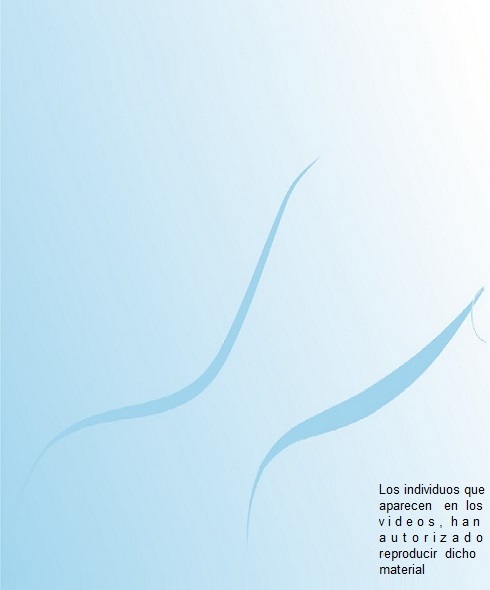 Los individuos que
aparecen en los
videos, han
autorizado
reproducir dicho
material